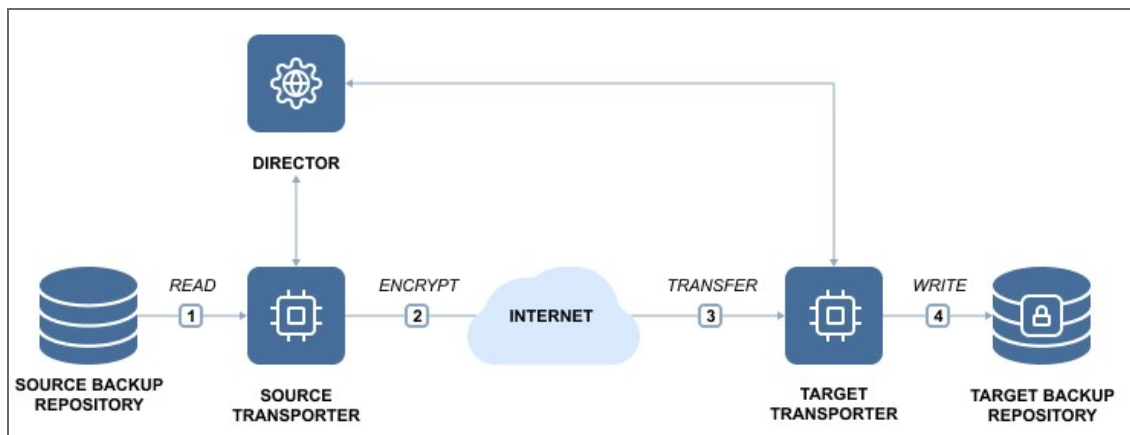 DIRECTOR
READ
1
ENCRYPT
2
INTERNET
TRANSFER
3
WRITE
4
SOURCE BACKUP
REPOSITORY
SOURCE
TRANSPORTER
TARGET
TRANSPORTER
TARGET BACKUP
REPOSITORY